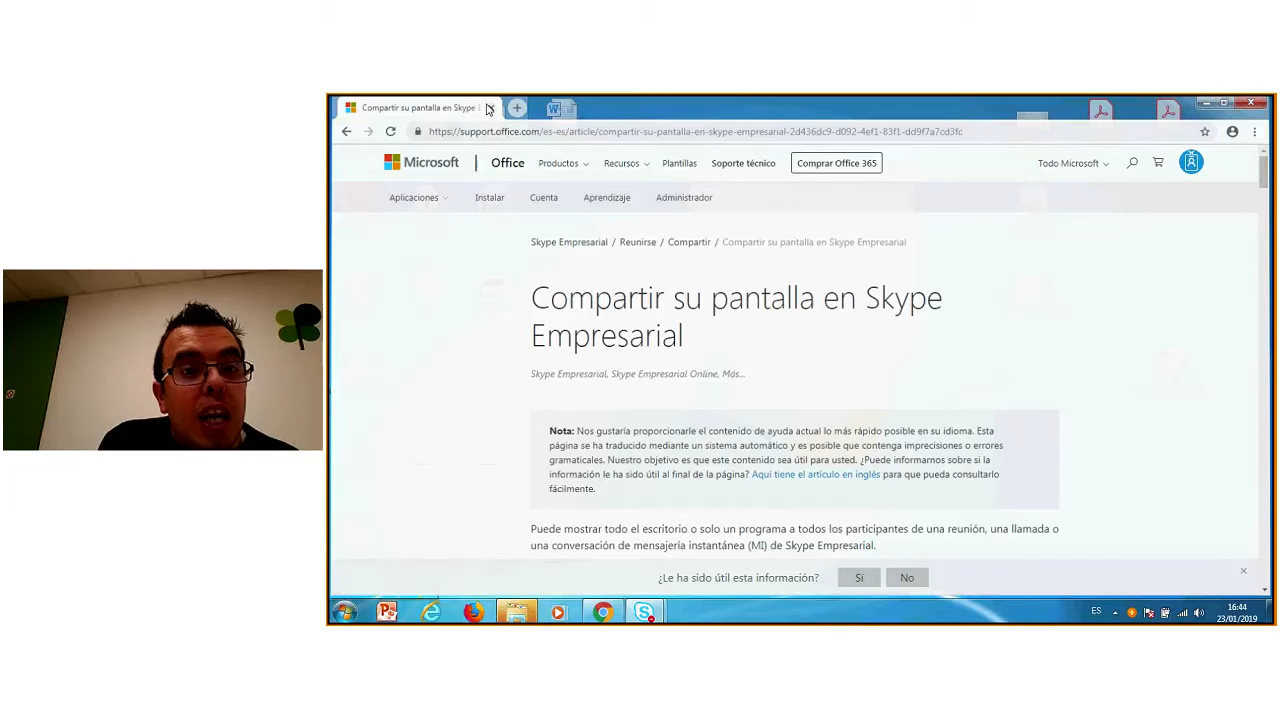 Compartir su pantalla en Skype
https://support.office.com/es-es/article/compartir-su-pantalla-en-skype-empresarial-2d436dc9-d092-4ef1-83f1-dd9f7a7cd3fc
Microsoft | Office Productos Recursos Plantillas Soporte técnico Comprar Office 365 Todo Microsoft
Aplicaciones Instalar Cuenta Aprendizaje Administrador
Skype Empresarial / Reunirse / Compartir / Compartir su pantalla en Skype Empresarial
Compartir su pantalla en Skype
Empresarial
Skype Empresarial, Skype Empresarial Online, Más...
Nota: Nos gustaría proporcionarle el contenido de ayuda actual lo más rápido posible en su idioma. Esta
página se ha traducido mediante un sistema automático y es posible que contenga imprecisiones o errores
gramaticales. Nuestro objetivo es que este contenido sea útil para usted. ¿Puede informarnos sobre si la
información le ha sido útil al final de la página? Aquí tiene el artículo en inglés para que pueda consultarlo
fácilmente.
Puede mostrar todo el escritorio o solo un programa a todos los participantes de una reunión, una llamada o
una conversación de mensajería instantánea (MI) de Skype Empresarial.
¿Le ha sido útil esta información? Sí No
ES 16:44
23/01/2019